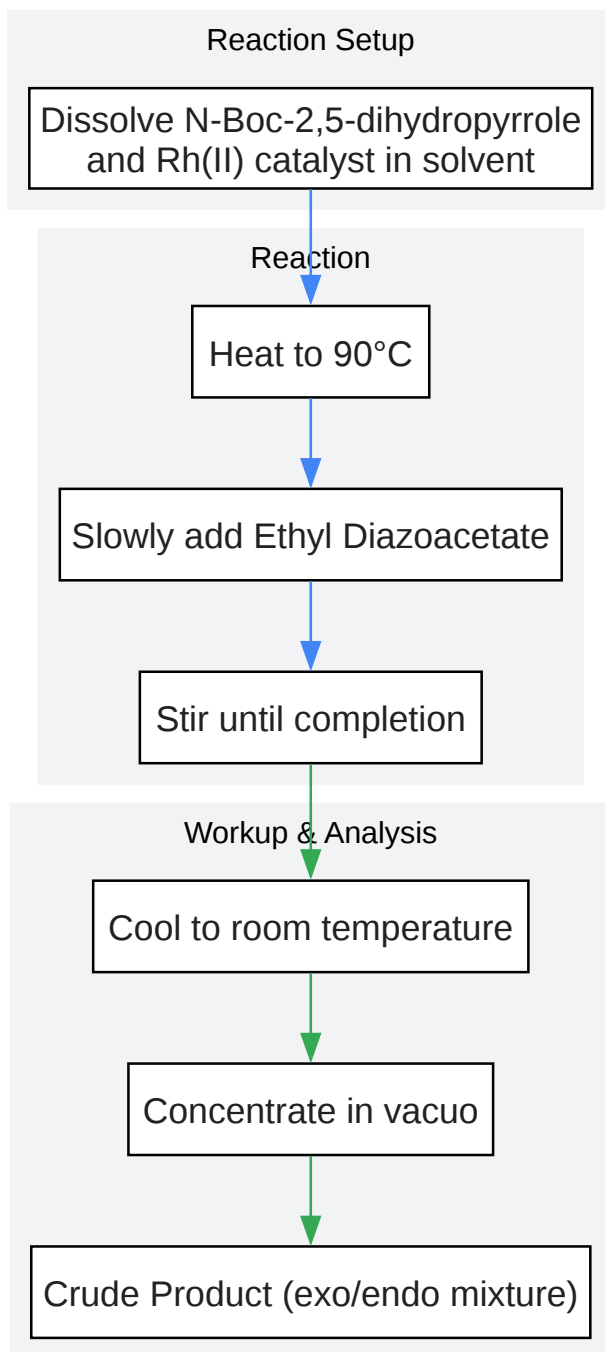 Reaction Setup
Dissolve N-Boc-2,5-dihydropyrrole
and Rh(II) catalyst in solvent
Reaction
Heat to 90°C
Slowly add Ethyl Diazoacetate
Stir until completion
Workup & Analysis
Cool to room temperature
Concentrate in vacuo
Crude Product (exo/endo mixture)